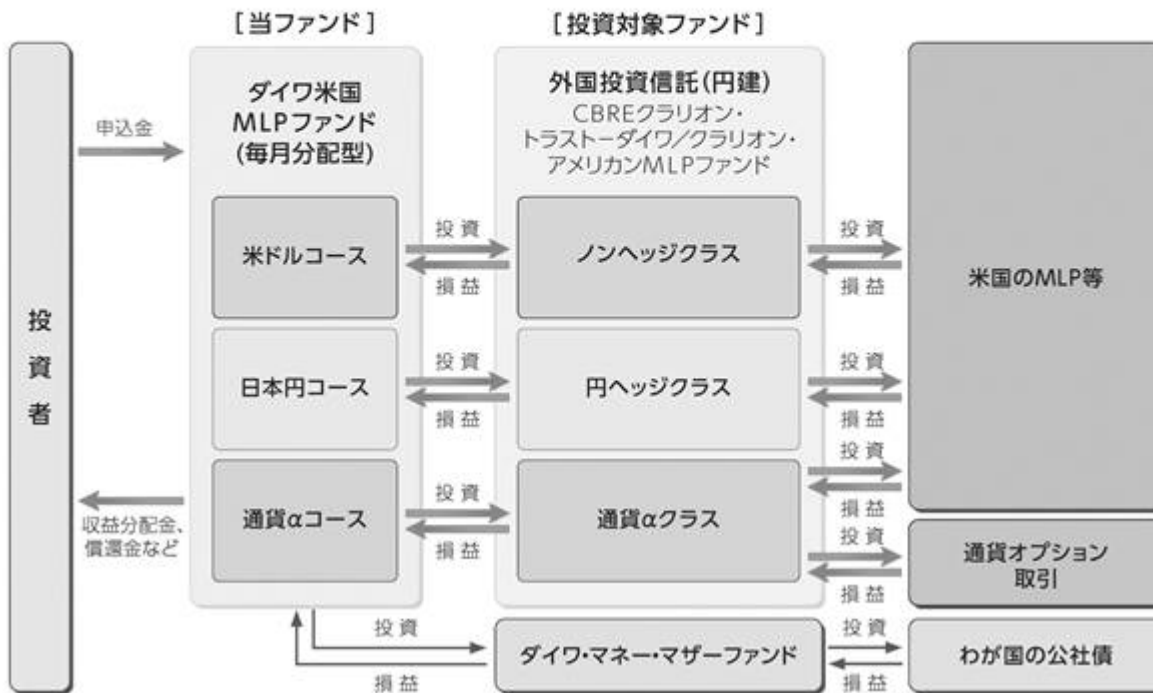 [当ファンド]
[投資対象ファンド]
投資者
申込金
収益分配金、
償還金など
ダイワ米国
MLPファンド
(毎月分配型)
米ドルコース
日本円コース
通貨αコース
投資
損益
投資
損益
投資
損益
外国投資信託(円建)
CBREクラリオン・
トラストーダイワ/クラリオン・
アメリカンMLPファンド
ノンヘッジクラス
円ヘッジクラス
通貨αクラス
投資
損益
投資
損益
投資
損益
投資
損益
米国のMLP等
通貨オプション
取引
投資
損益
ダイワ・マネー・マザーファンド
投資
損益
わが国の公社債